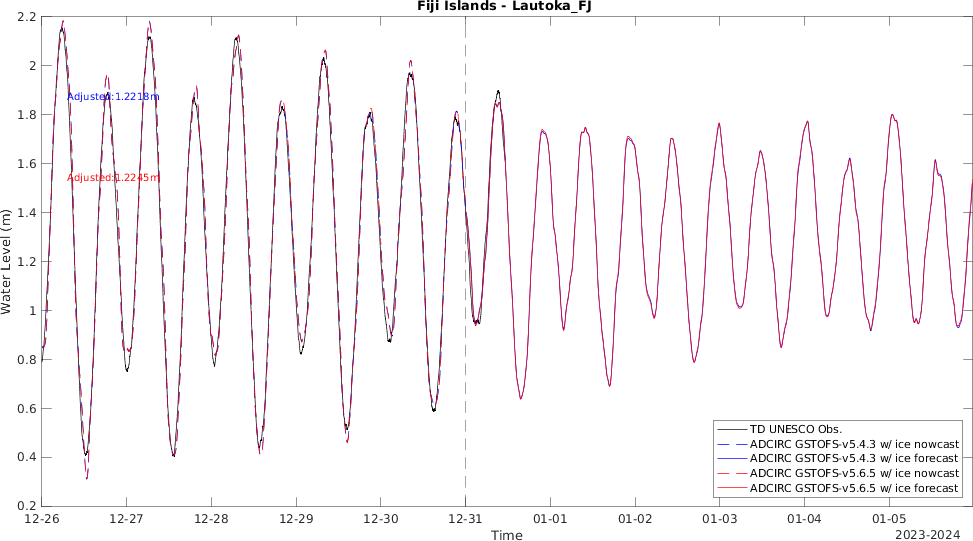 Fiji Islands - Lautoka_FJ
2.2
2
1.8
1.6
1.4
1.2
1
0.8
0.6
0.4
0.2
Water Level (m)
Adjusted:1.2218m
Adjusted:1.2245m
TD UNESCO Obs.
ADCIRC GSTOFS-v5.4.3 w/ ice nowcast
ADCIRC GSTOFS-v5.4.3 w/ ice forecast
ADCIRC GSTOFS-v5.6.5 w/ ice nowcast
ADCIRC GSTOFS-v5.6.5 w/ ice forecast
12-26 12-27 12-28 12-29 12-30 12-31 01-01 01-02 01-03 01-04 01-05
Time
2023-2024